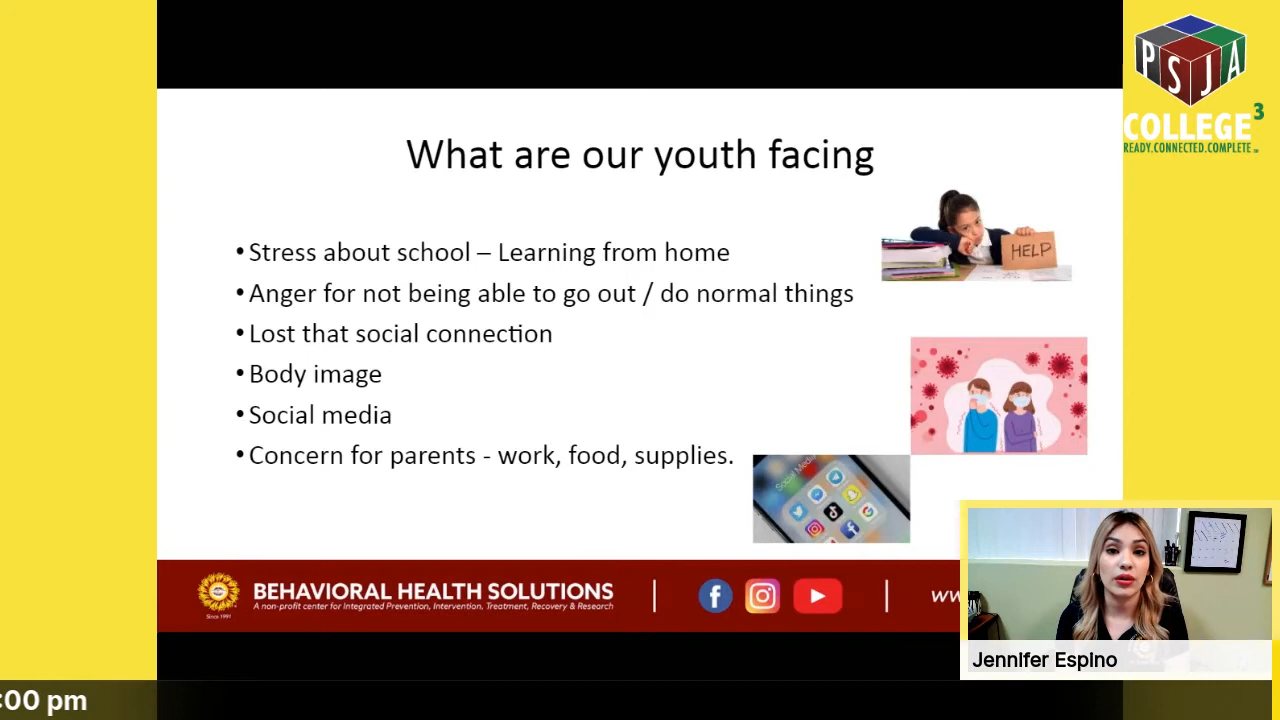 PSJA
COLLEGE³
READY.CONNECTED.COMPLETE
What are our youth facing
HELP
•Stress about school – Learning from home
•Anger for not being able to go out / do normal things
•Lost that social connection
•Body image
•Social media
•Concern for parents - work, food, supplies.
Social Media
BEHAVIORAL HEALTH SOLUTIONS
A non-profit center for Integrated Prevention, Intervention, Treatment, Recovery & Research
Since 1991
Jennifer Espino
:00 pm